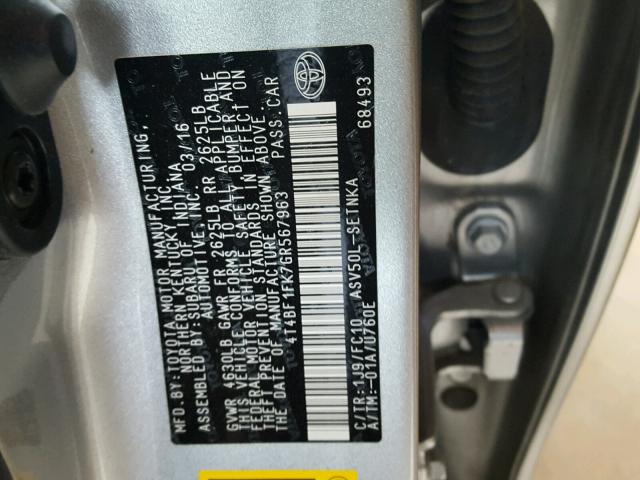 MFD. BY: TOYOTA MOTOR MANUFACTURING,
NORTHERN KENTUCKY, INC.
ASSEMBLED BY: SUBARU OF INDIANA
AUTOMOTIVE, INC. 03/16
GVWR 4630LB GAWR FR 2625LB RR 2625LB
THIS VEHICLE CONFORMS TO ALL APPLICABLE
FEDERAL MOTOR VEHICLE SAFETY, BUMPER AND
THEFT PREVENTION STANDARDS IN EFFECT ON
THE DATE OF MANUFACTURE SHOWN ABOVE.
4T4BF1FK7GR567963 PASS.CAR
C/TR:1J9/FC10 ASV50L-SETNKA
A/TM:-01A/U760E 68493